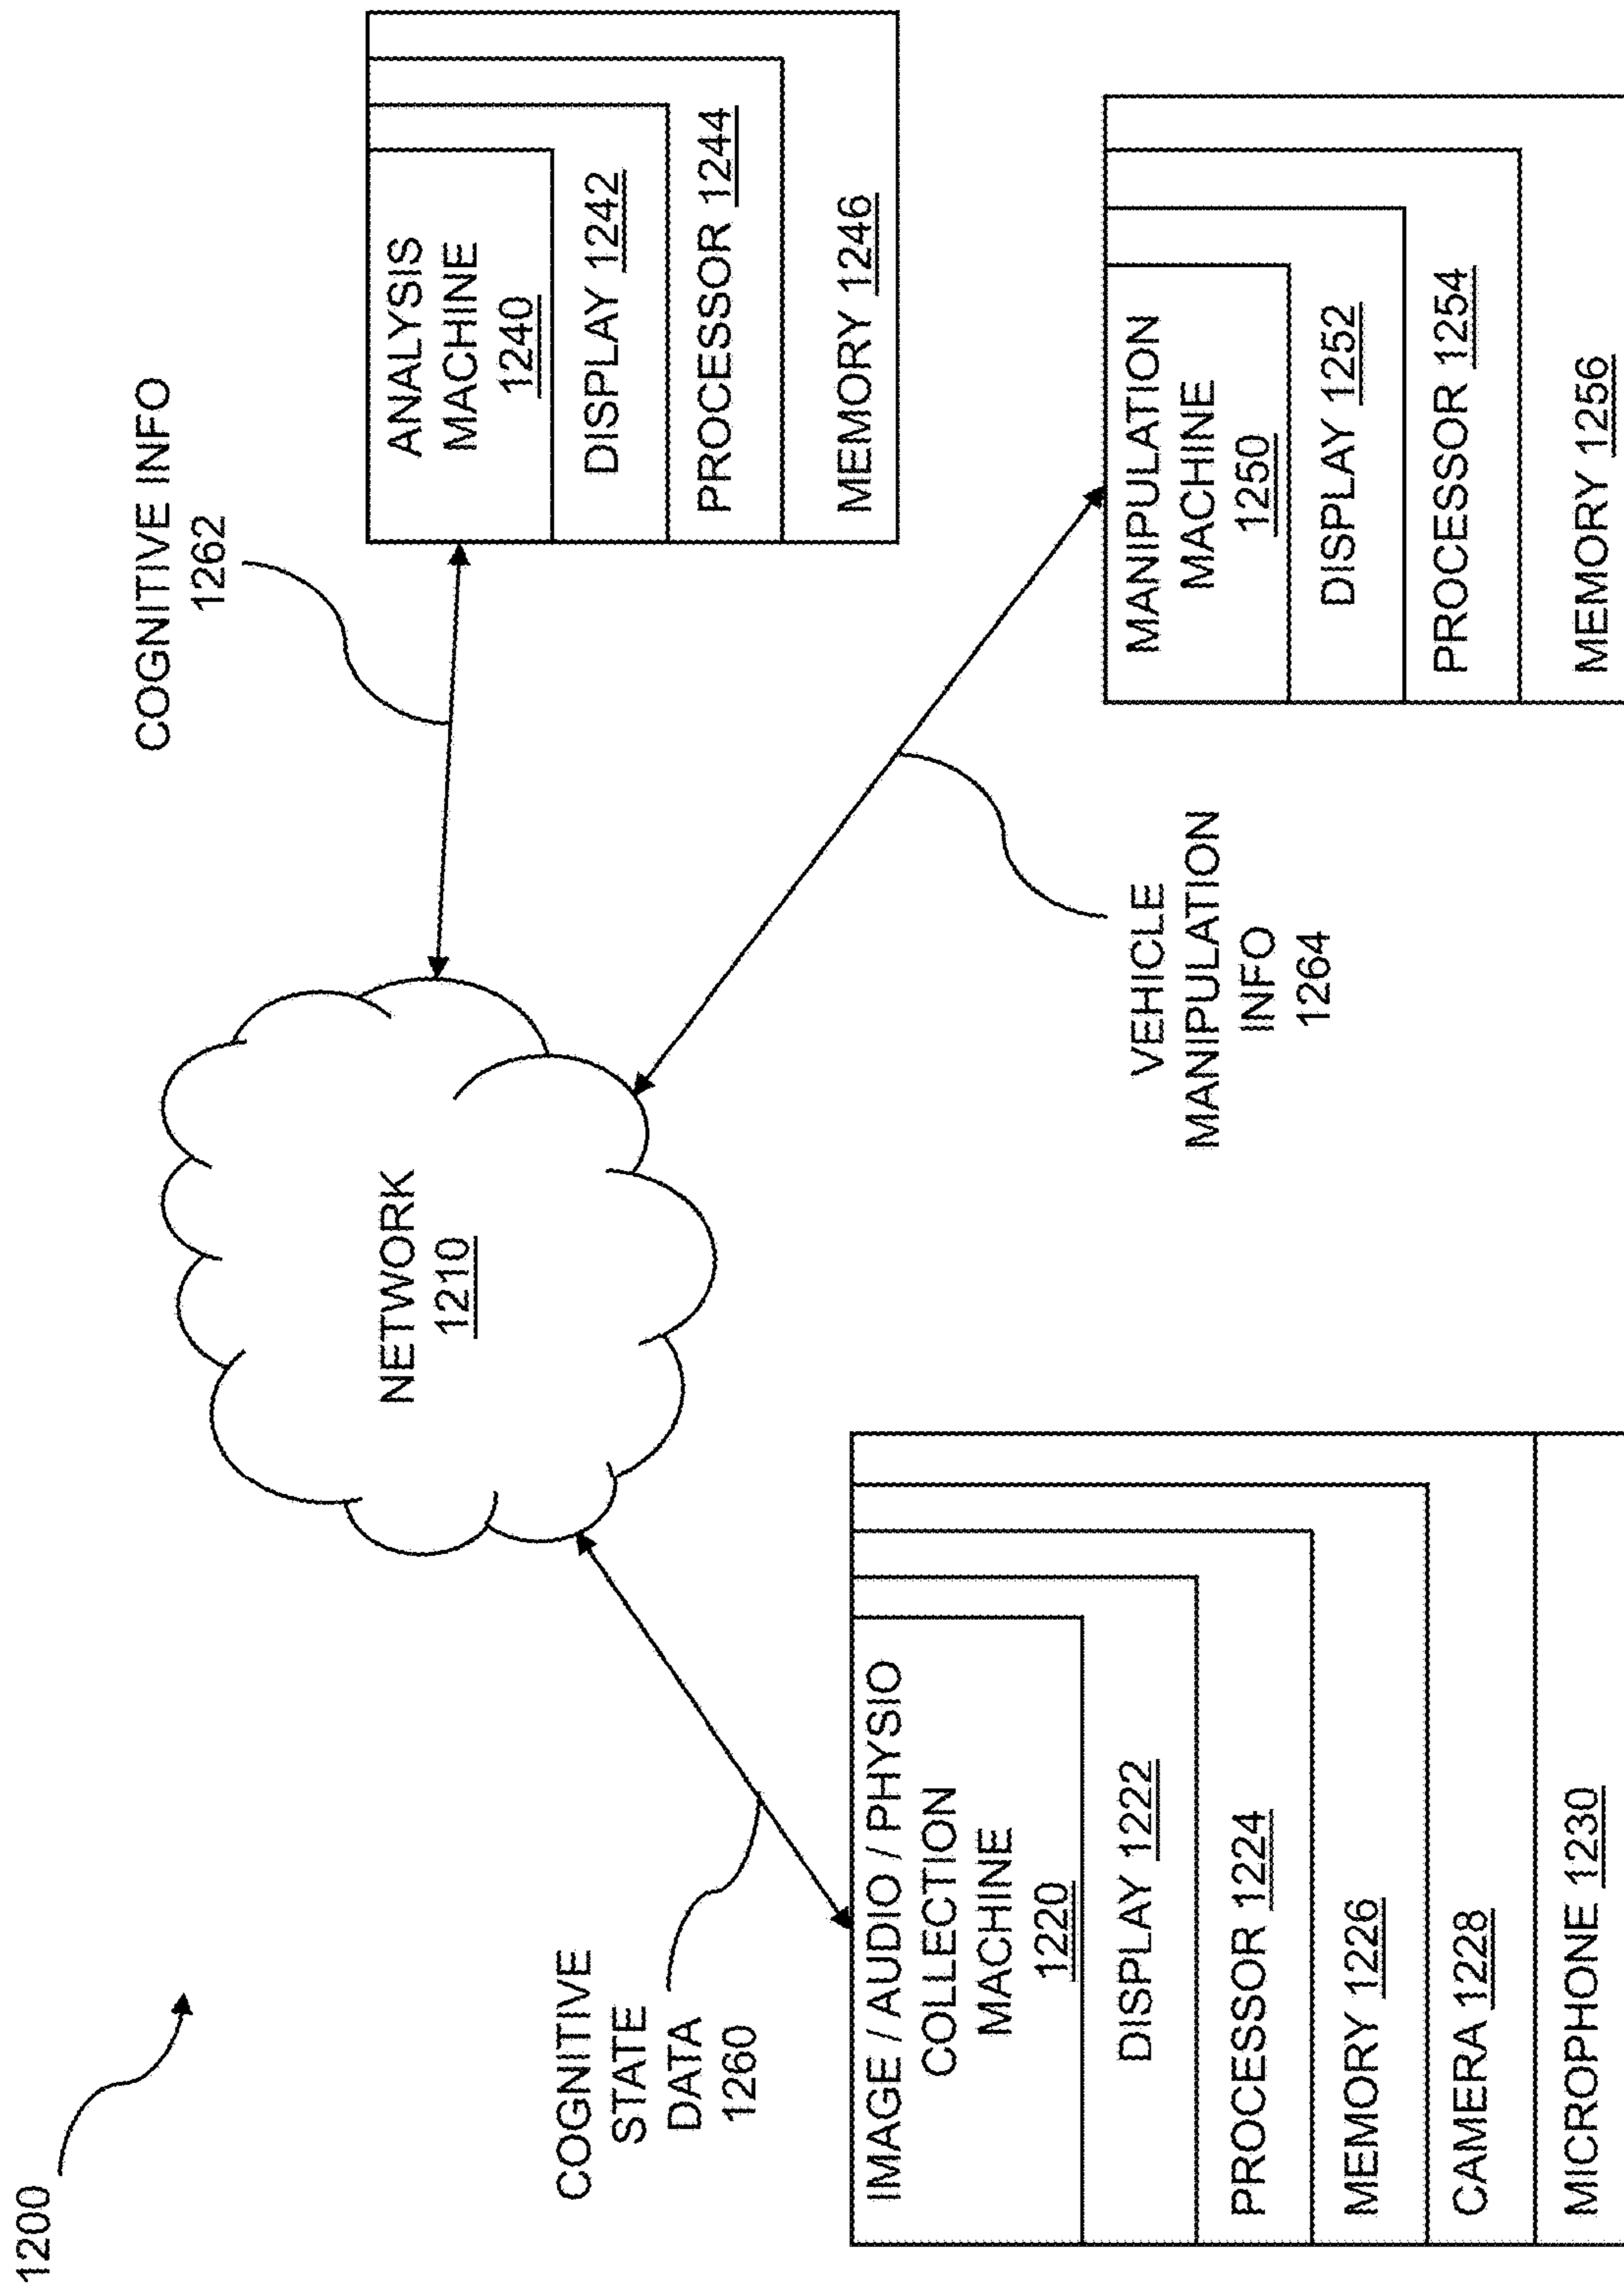 1200
NETWORK
1210
COGNITIVE INFO
1262
COGNITIVE
STATE
DATA
1260
VEHICLE
MANIPULATION
INFO
1264
IMAGE / AUDIO / PHYSIO
COLLECTION
MACHINE
1220
DISPLAY 1222
PROCESSOR 1224
MEMORY 1226
CAMERA 1228
MICROPHONE 1230
ANALYSIS
MACHINE
1240
DISPLAY 1242
PROCESSOR 1244
MEMORY 1246
MANIPULATION
MACHINE
1250
DISPLAY 1252
PROCESSOR 1254
MEMORY 1256